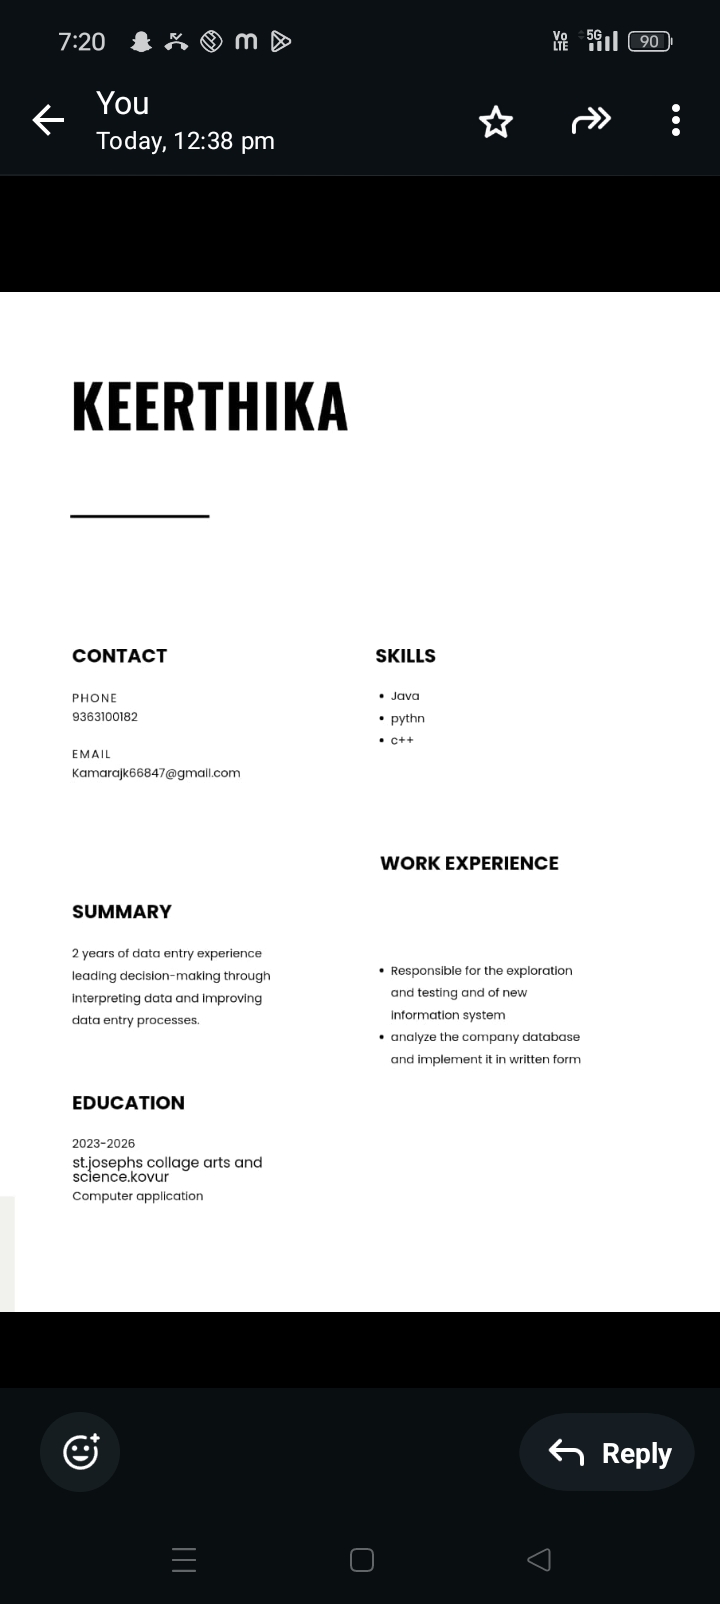 7:20
Vo
LTE
5G
90
You
Today, 12:38 pm
KEERTHIKA
CONTACT
PHONE
9363100182
EMAIL
Kamarajk66847@gmail.com
SUMMARY
2 years of data entry experience
leading decision-making through
interpreting data and improving
data entry processes.
EDUCATION
2023-2026
st.josephs collage arts and
science.kovur
Computer application
SKILLS
• Java
• pythn
• c++
WORK EXPERIENCE
• Responsible for the exploration
and testing and of new
information system
• analyze the company database
and implement it in written form
Reply